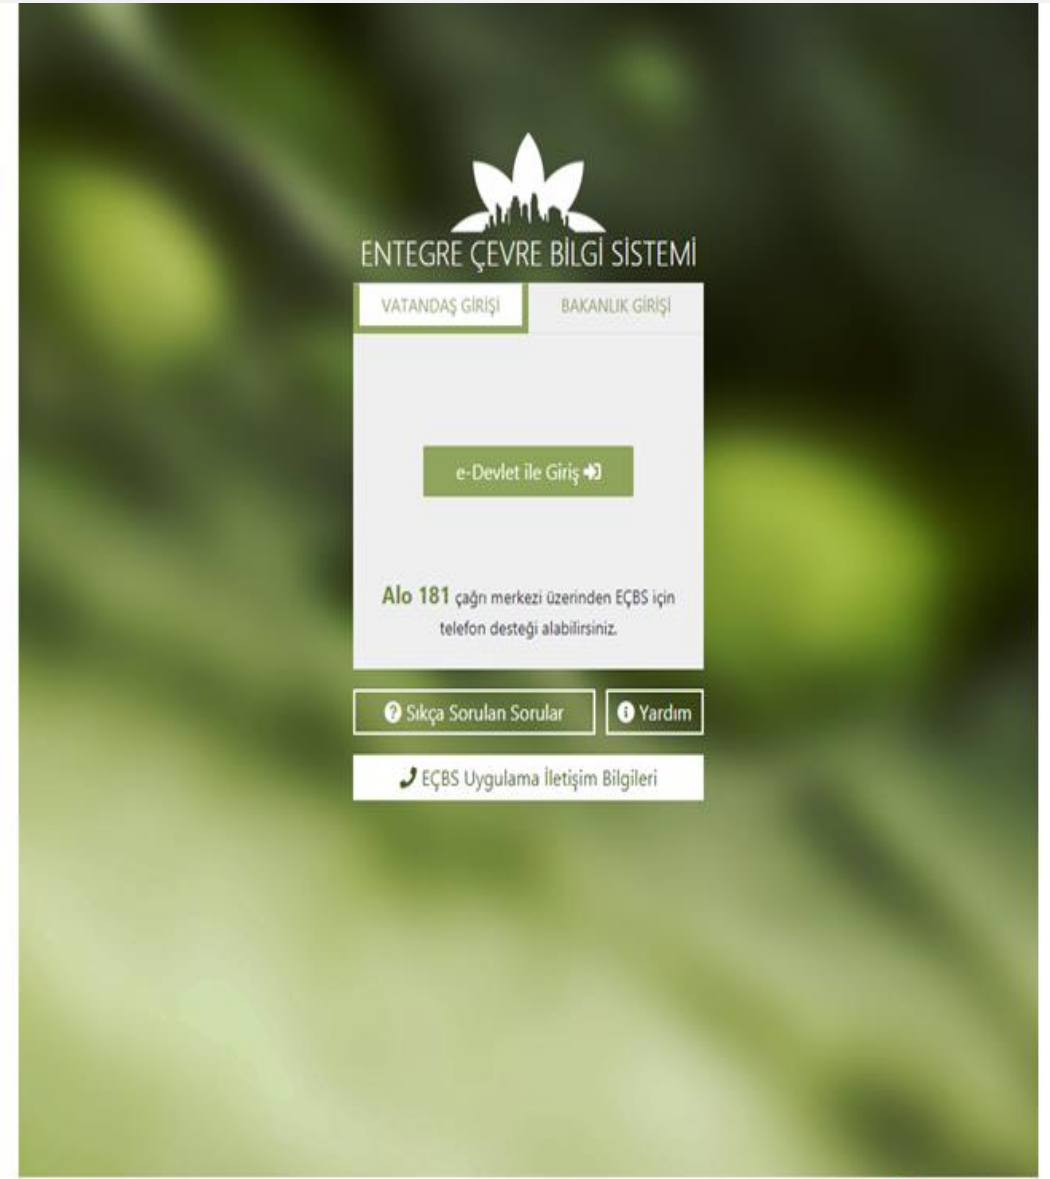 ENTEGRE ÇEVRE BİLGİ SİSTEMİ
VATANDAŞ GİRİŞİ
BAKANLIK GİRİŞİ
e-Devlet ile Giriş
Alo 181 çağrı merkezi üzerinden EÇBS için
telefon desteği alabilirsiniz.
Sıkça Sorulan Sorular
Yardım
EÇBS Uygulama İletişim Bilgileri